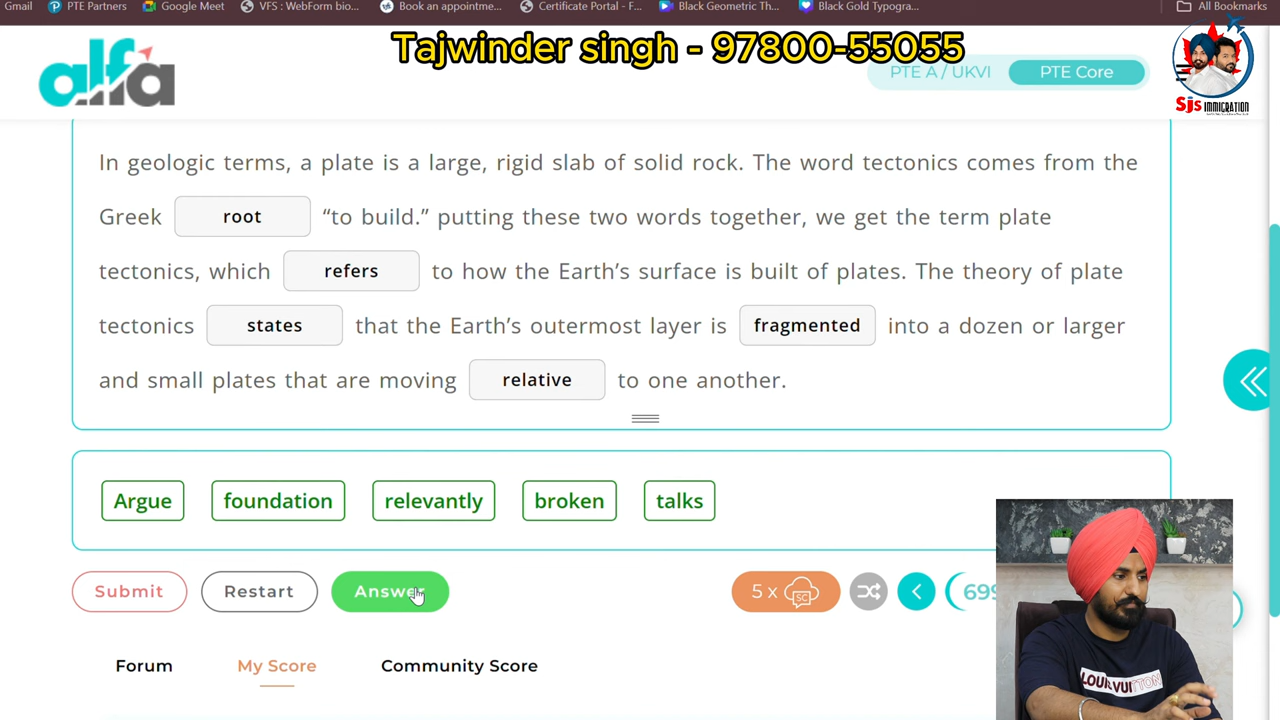 Gmail PTE Partners Google Meet VFS : WebForm bio... Book an appointme... Certificate Portal - F... Black Geometric Th... Black Gold Typogra... All Bookmarks
Tajwinder singh - 97800-55055
alfa
PTE A / UKVI PTE Core
SJS IMMIGRATION
In geologic terms, a plate is a large, rigid slab of solid rock. The word tectonics comes from the
Greek root “to build.” putting these two words together, we get the term plate
tectonics, which refers to how the Earth’s surface is built of plates. The theory of plate
tectonics states that the Earth’s outermost layer is fragmented into a dozen or larger
and small plates that are moving relative to one another.
Argue foundation relevantly broken talks
Submit Restart Answer 5 x SC 699
Forum My Score Community Score
LOUIS VUITTON